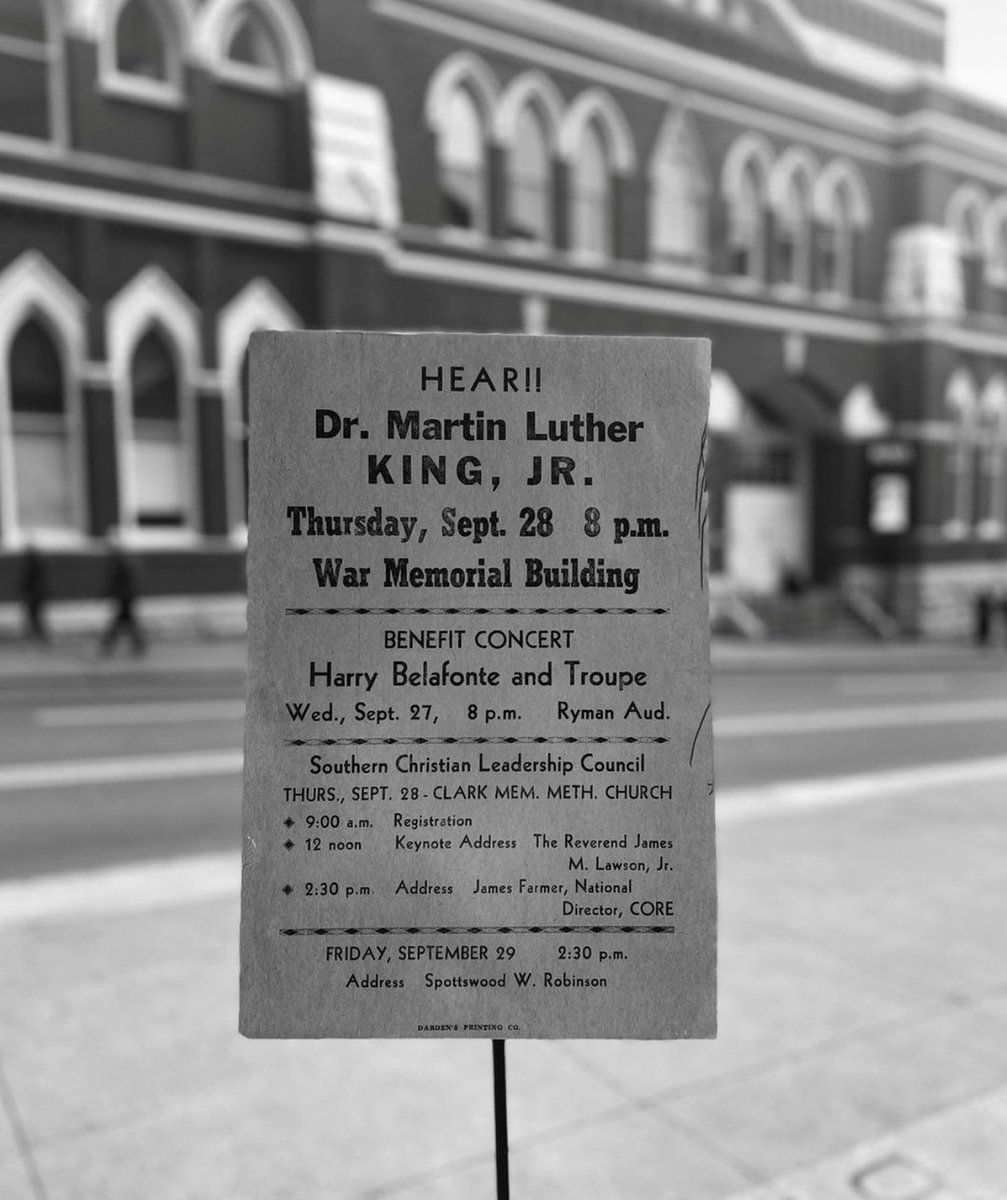 HEAR!!
Dr. Martin Luther
KING, JR.
Thursday, Sept. 28 8 p.m.
War Memorial Building
BENEFIT CONCERT
Harry Belafonte and Troupe
Wed., Sept. 27, 8 p.m. Ryman Aud.
Southern Christian Leadership Council
THURS., SEPT. 28 - CLARK MEM. METH. CHURCH
◆ 9:00 a.m. Registration
◆ 12 noon Keynote Address The Reverend James
M. Lawson, Jr.
◆ 2:30 p.m. Address James Farmer, National
Director, CORE
FRIDAY, SEPTEMBER 29 2:30 p.m.
Address Spottswood W. Robinson
DARDEN'S PRINTING CO.